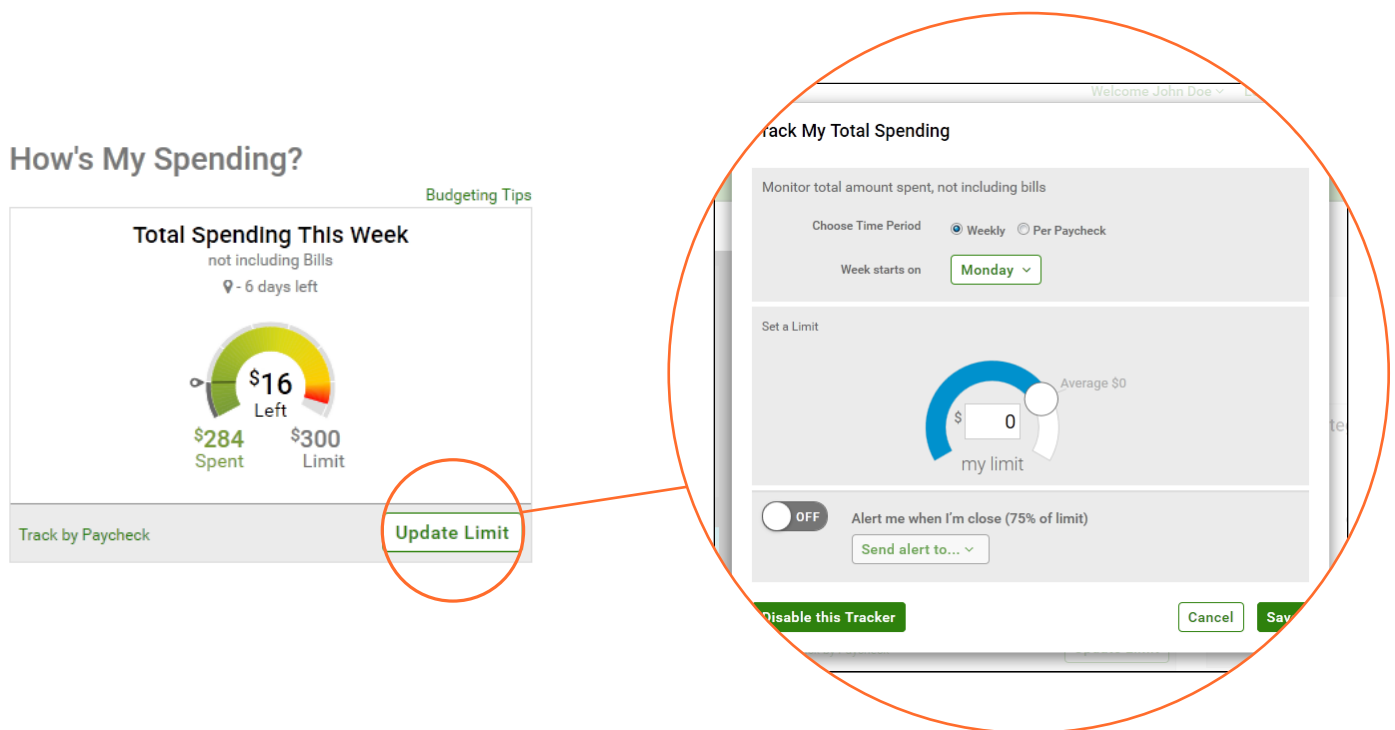 How's My Spending?
Budgeting Tips
Total Spending This Week
not including Bills
- 6 days left
$16
Left
$284
Spent
$300
Limit
Track by Paycheck
Update Limit
Welcome John Doe
rack My Total Spending
Monitor total amount spent, not including bills
Choose Time Period
Weekly
Per Paycheck
Week starts on
Monday
Set a Limit
Average $0
$ 0
my limit
OFF
Alert me when I'm close (75% of limit)
Send alert to...
Disable this Tracker
Cancel
Sav